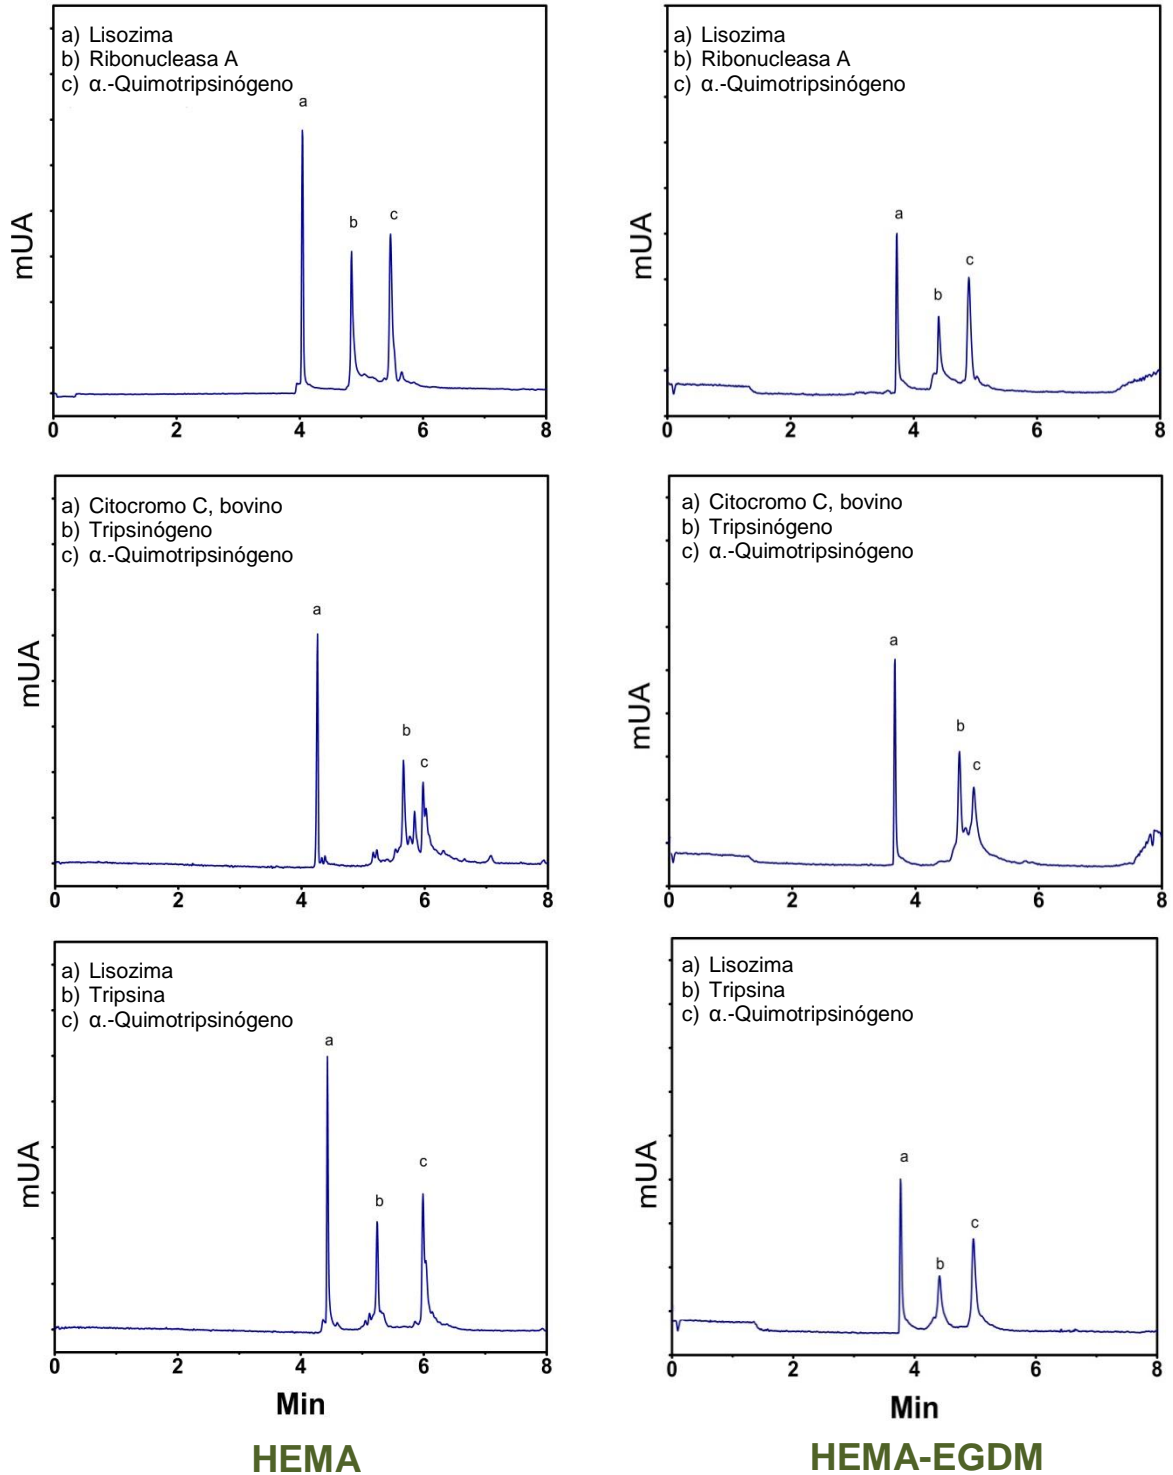 a) Lisozima
b) Ribonucleasa A
c) α.-Quimotripsinógeno
a
b
c
mUA
0 2 4 6 8
a) Lisozima
b) Ribonucleasa A
c) α.-Quimotripsinógeno
a
b
c
mUA
0 2 4 6 8
a) Citocromo C, bovino
b) Tripsinógeno
c) α.-Quimotripsinógeno
a
b
c
mUA
0 2 4 6 8
a) Citocromo C, bovino
b) Tripsinógeno
c) α.-Quimotripsinógeno
a
b
c
mUA
0 2 4 6 8
a) Lisozima
b) Tripsina
c) α.-Quimotripsinógeno
a
b
c
mUA
0 2 4 6 8
Min
HEMA
a) Lisozima
b) Tripsina
c) α.-Quimotripsinógeno
a
b
c
mUA
0 2 4 6 8
Min
HEMA-EGDM